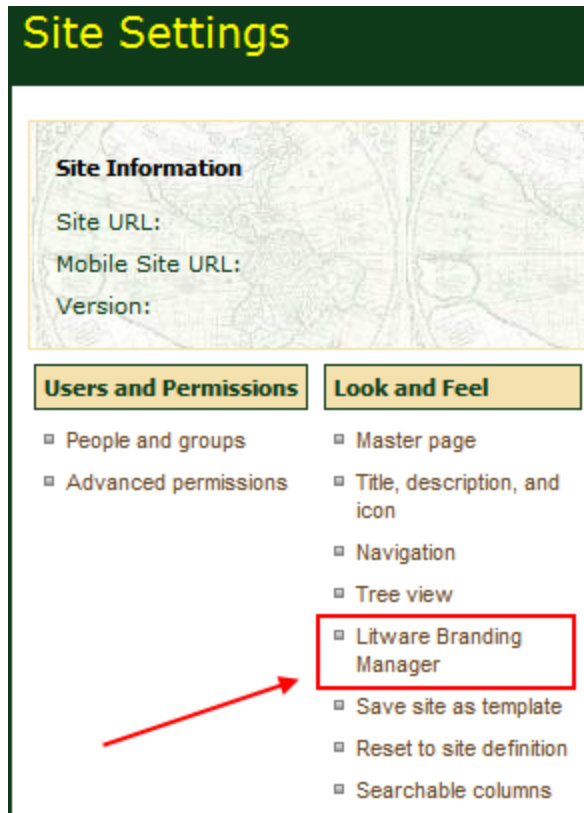 Site Settings
Site Information
Site URL:
Mobile Site URL:
Version:
Users and Permissions
People and groups
Advanced permissions
Look and Feel
Master page
Title, description, and
icon
Navigation
Tree view
Litware Branding
Manager
Save site as template
Reset to site definition
Searchable columns